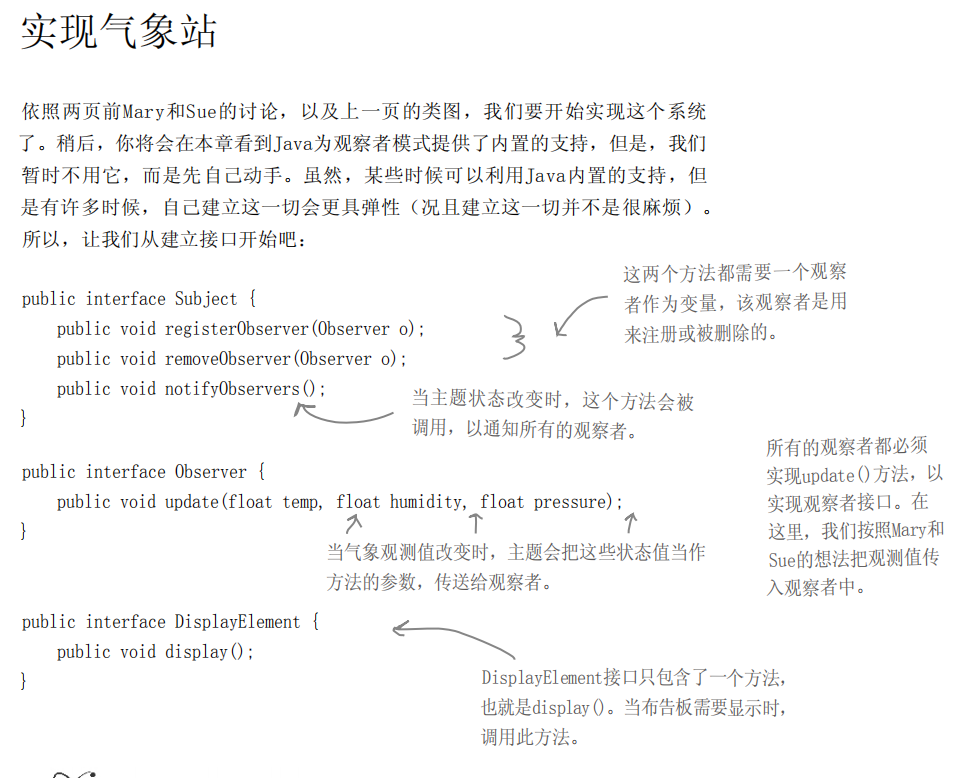 实现气象站
依照两页前Mary和Sue的讨论，以及上一页的类图，我们要开始实现这个系统
了。稍后，你将会在本章看到Java为观察者模式提供了内置的支持，但是，我们
暂时不用它，而是先自己动手。虽然，某些时候可以利用Java内置的支持，但
是有许多时候，自己建立这一切会更具弹性（况且建立这一切并不是很麻烦）。
所以，让我们从建立接口开始吧：
public interface Subject {
    public void registerObserver(Observer o);
    public void removeObserver(Observer o);
    public void notifyObservers();
}
这两个方法都需要一个观察
者作为变量，该观察者是用
来注册或被删除的。
当主题状态改变时，这个方法会被
调用，以通知所有的观察者。
public interface Observer {
    public void update(float temp, float humidity, float pressure);
}
当气象观测值改变时，主题会把这些状态值当作
方法的参数，传送给观察者。
所有的观察者都必须
实现update()方法，以
实现观察者接口。在
这里，我们按照Mary和
Sue的想法把观测值传
入观察者中。
public interface DisplayElement {
    public void display();
}
DisplayElement接口只包含了一个方法，
也就是display()。当布告板需要显示时，
调用此方法。